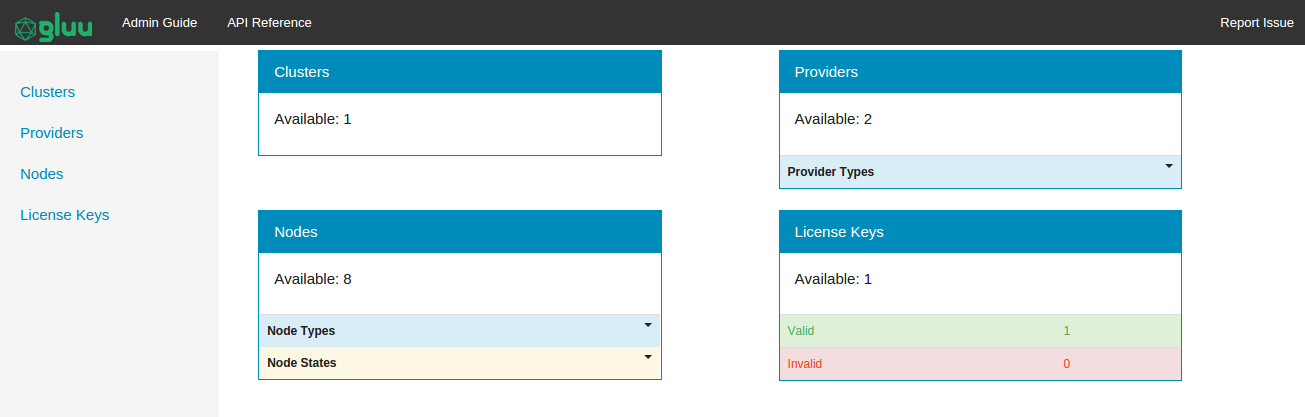 gluu Admin Guide API Reference Report Issue
Clusters
Providers
Nodes
License Keys
Clusters
Available: 1
Providers
Available: 2
Provider Types
Nodes
Available: 8
Node Types
Node States
License Keys
Available: 1
Valid 1
Invalid 0